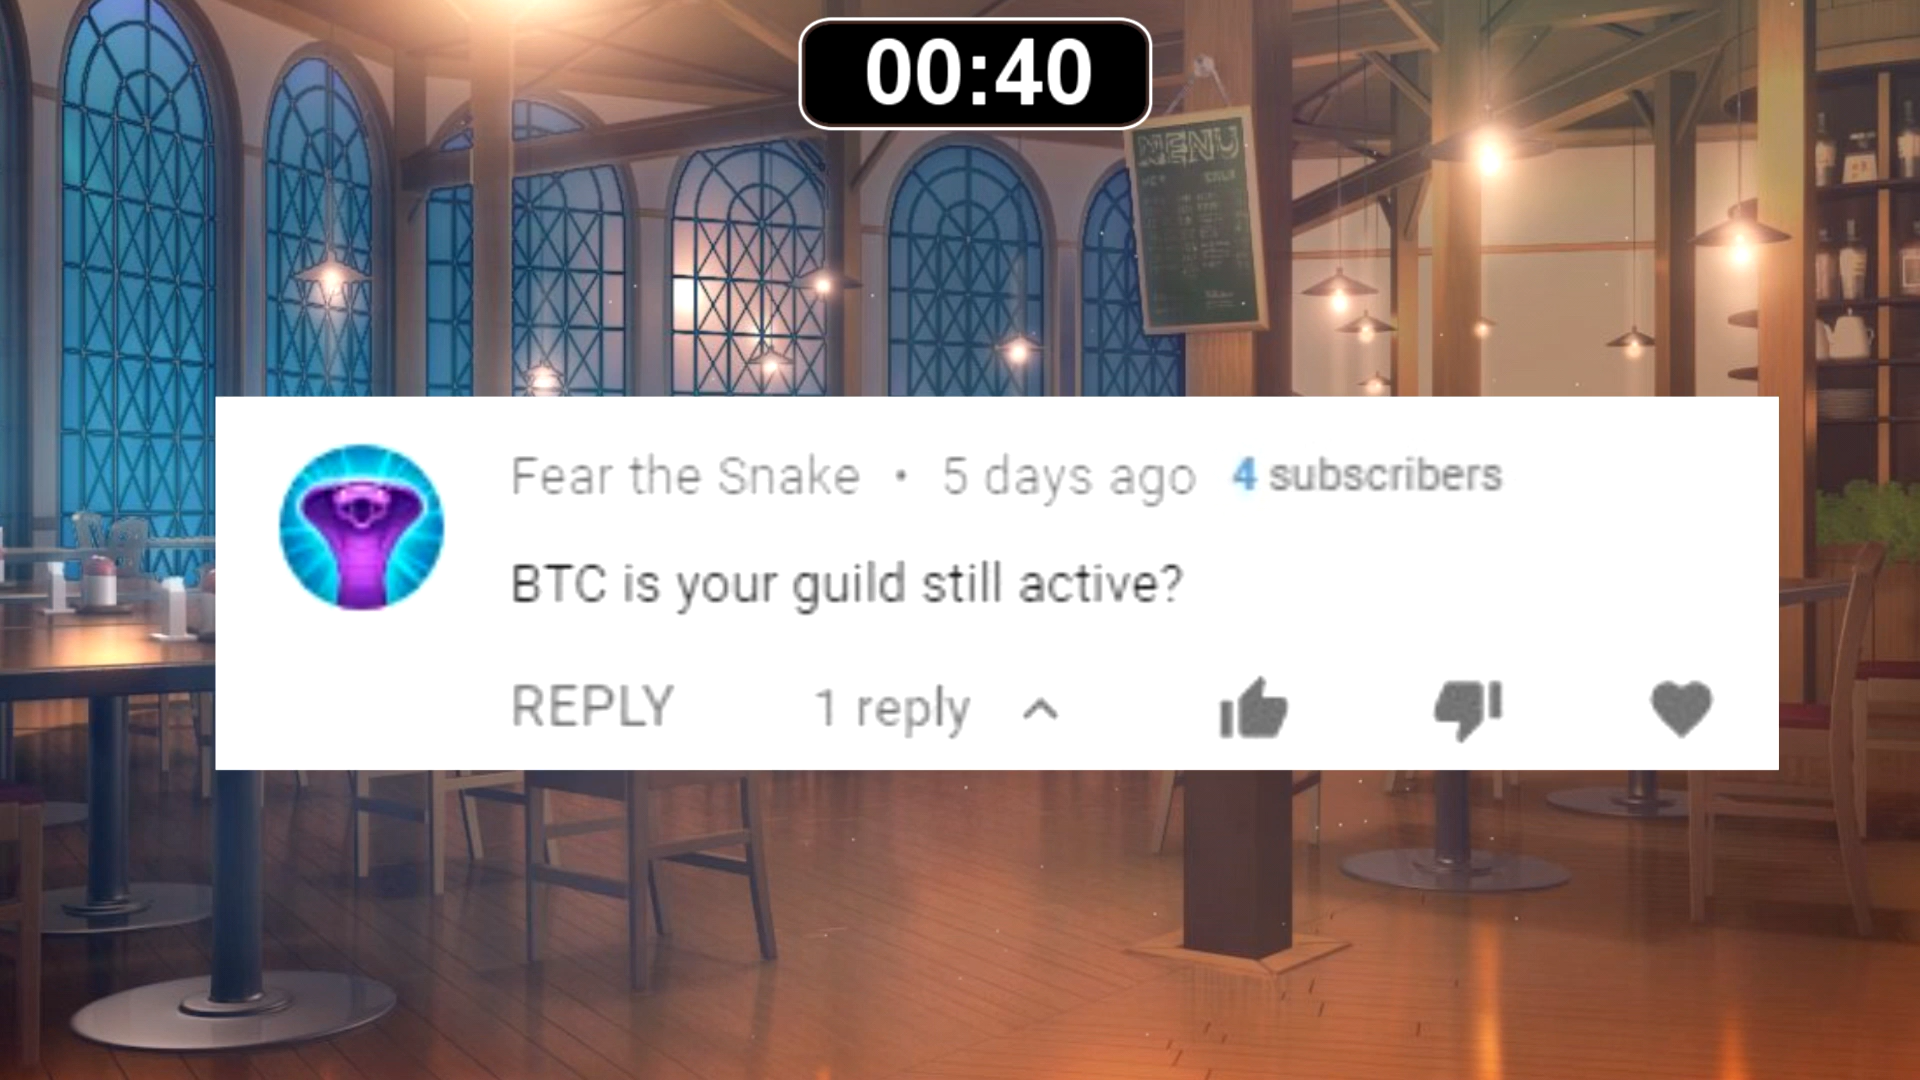 00:40
MENU
Fear the Snake • 5 days ago 4 subscribers
BTC is your guild still active?
REPLY 1 reply